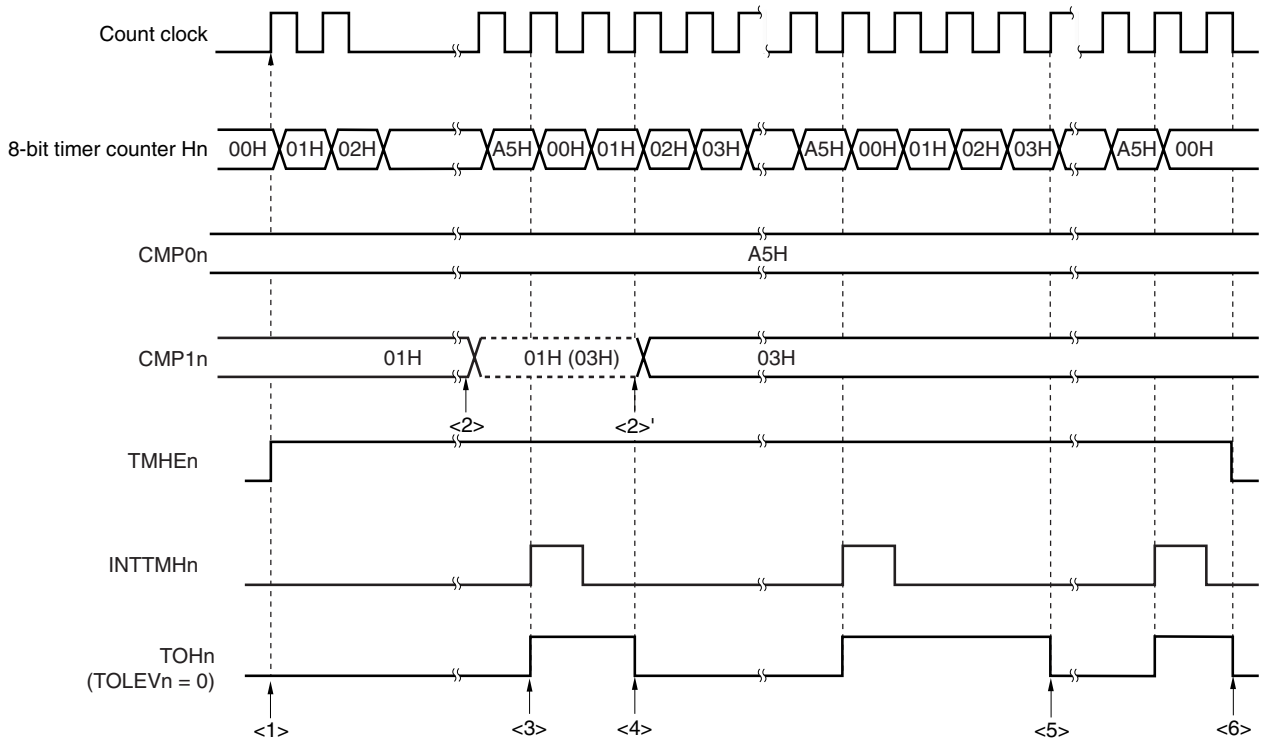 Count clock
8-bit timer counter Hn 00H 01H 02H A5H 00H 01H 02H 03H A5H 00H 01H 02H 03H A5H 00H
CMP0n A5H
CMP1n 01H 01H (03H) 03H
<2> <2>'
TMHEn
INTTMHn
TOHn
(TOLEVn = 0)
<1> <3> <4> <5> <6>